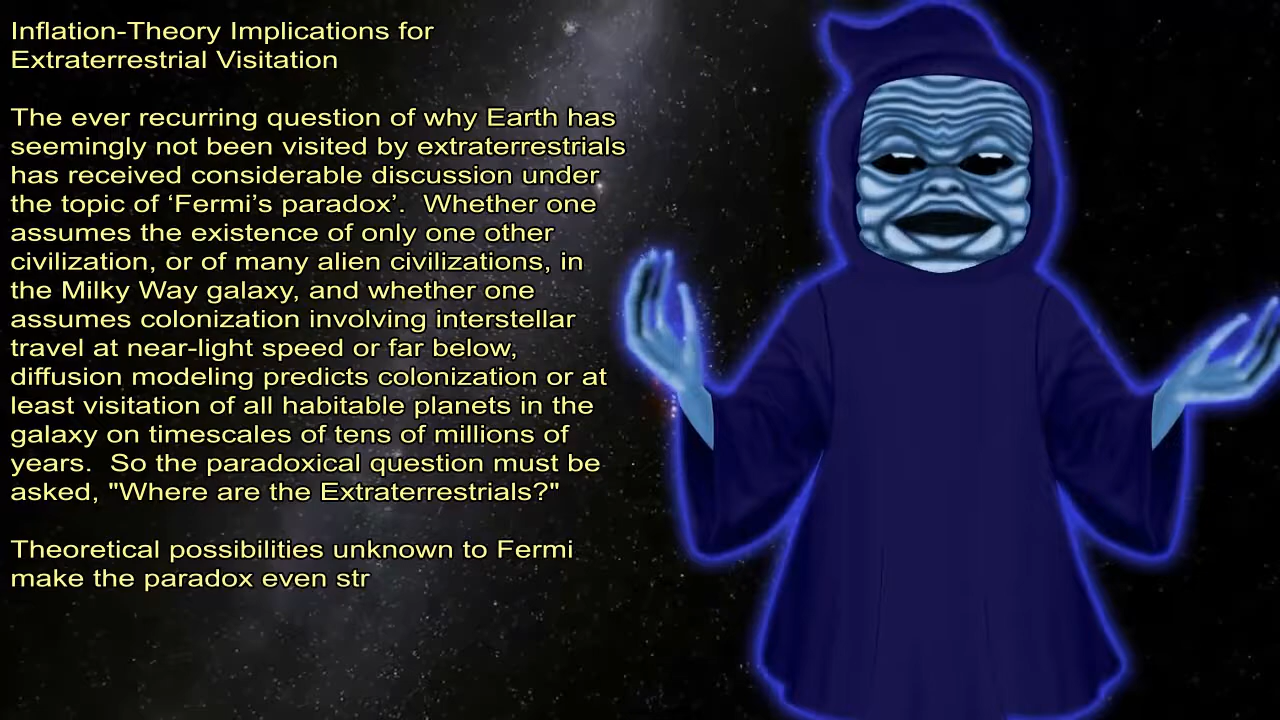 Inflation-Theory Implications for
Extraterrestrial Visitation
The ever recurring question of why Earth has
seemingly not been visited by extraterrestrials
has received considerable discussion under
the topic of ‘Fermi’s paradox’.  Whether one
assumes the existence of only one other
civilization, or of many alien civilizations, in
the Milky Way galaxy, and whether one
assumes colonization involving interstellar
travel at near-light speed or far below,
diffusion modeling predicts colonization or at
least visitation of all habitable planets in the
galaxy on timescales of tens of millions of
years.  So the paradoxical question must be
asked, "Where are the Extraterrestrials?"
Theoretical possibilities unknown to Fermi
make the paradox even str